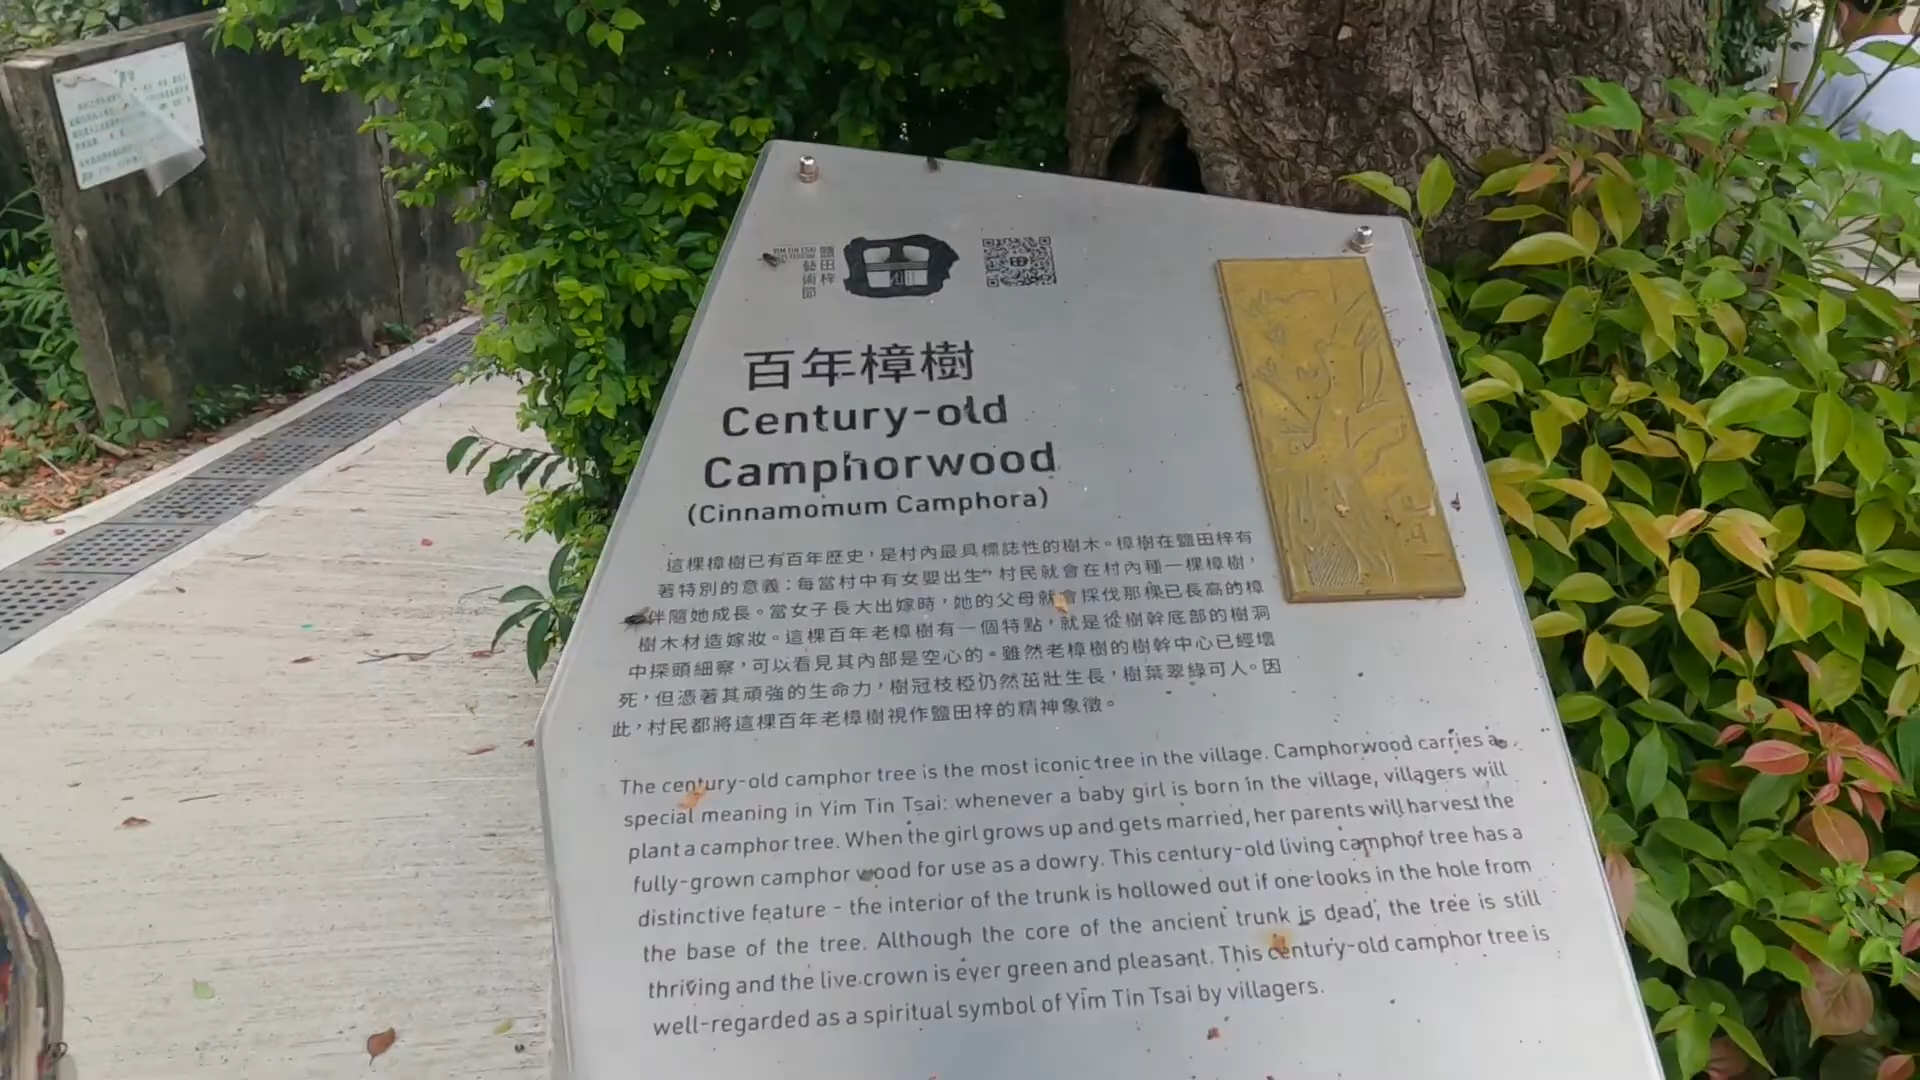 鹽田梓
藝術節
百年樟樹
Century-old
Camphorwood
(Cinnamomum Camphora)
這棵樟樹已有百年歷史，是村內最具標誌性的樹木。樟樹在鹽田梓有
著特別的意義：每當村中有女嬰出生，村民就會在村內種一棵樟樹，
伴隨她成長。當女子長大出嫁時，她的父母就會採伐那棵已長高的樟
樹木材造嫁妝。這棵百年老樟樹有一個特點，就是從樹幹底部的樹洞
中探頭細察，可以看見其內部是空心的。雖然老樟樹的樹幹中心已經壞
死，但憑著其頑強的生命力，樹冠枝椏仍然茁壯生長，樹葉翠綠可人。因
此，村民都將這棵百年老樟樹視作鹽田梓的精神象徵。
The century-old camphor tree is the most iconic tree in the village. Camphorwood carries a
special meaning in Yim Tin Tsai: whenever a baby girl is born in the village, villagers will
plant a camphor tree. When the girl grows up and gets married, her parents will harvest the
fully-grown camphor wood for use as a dowry. This century-old living camphor tree has a
distinctive feature - the interior of the trunk is hollowed out if one looks in the hole from
the base of the tree. Although the core of the ancient trunk is dead, the tree is still
thriving and the live crown is ever green and pleasant. This century-old camphor tree is
well-regarded as a spiritual symbol of Yim Tin Tsai by villagers.